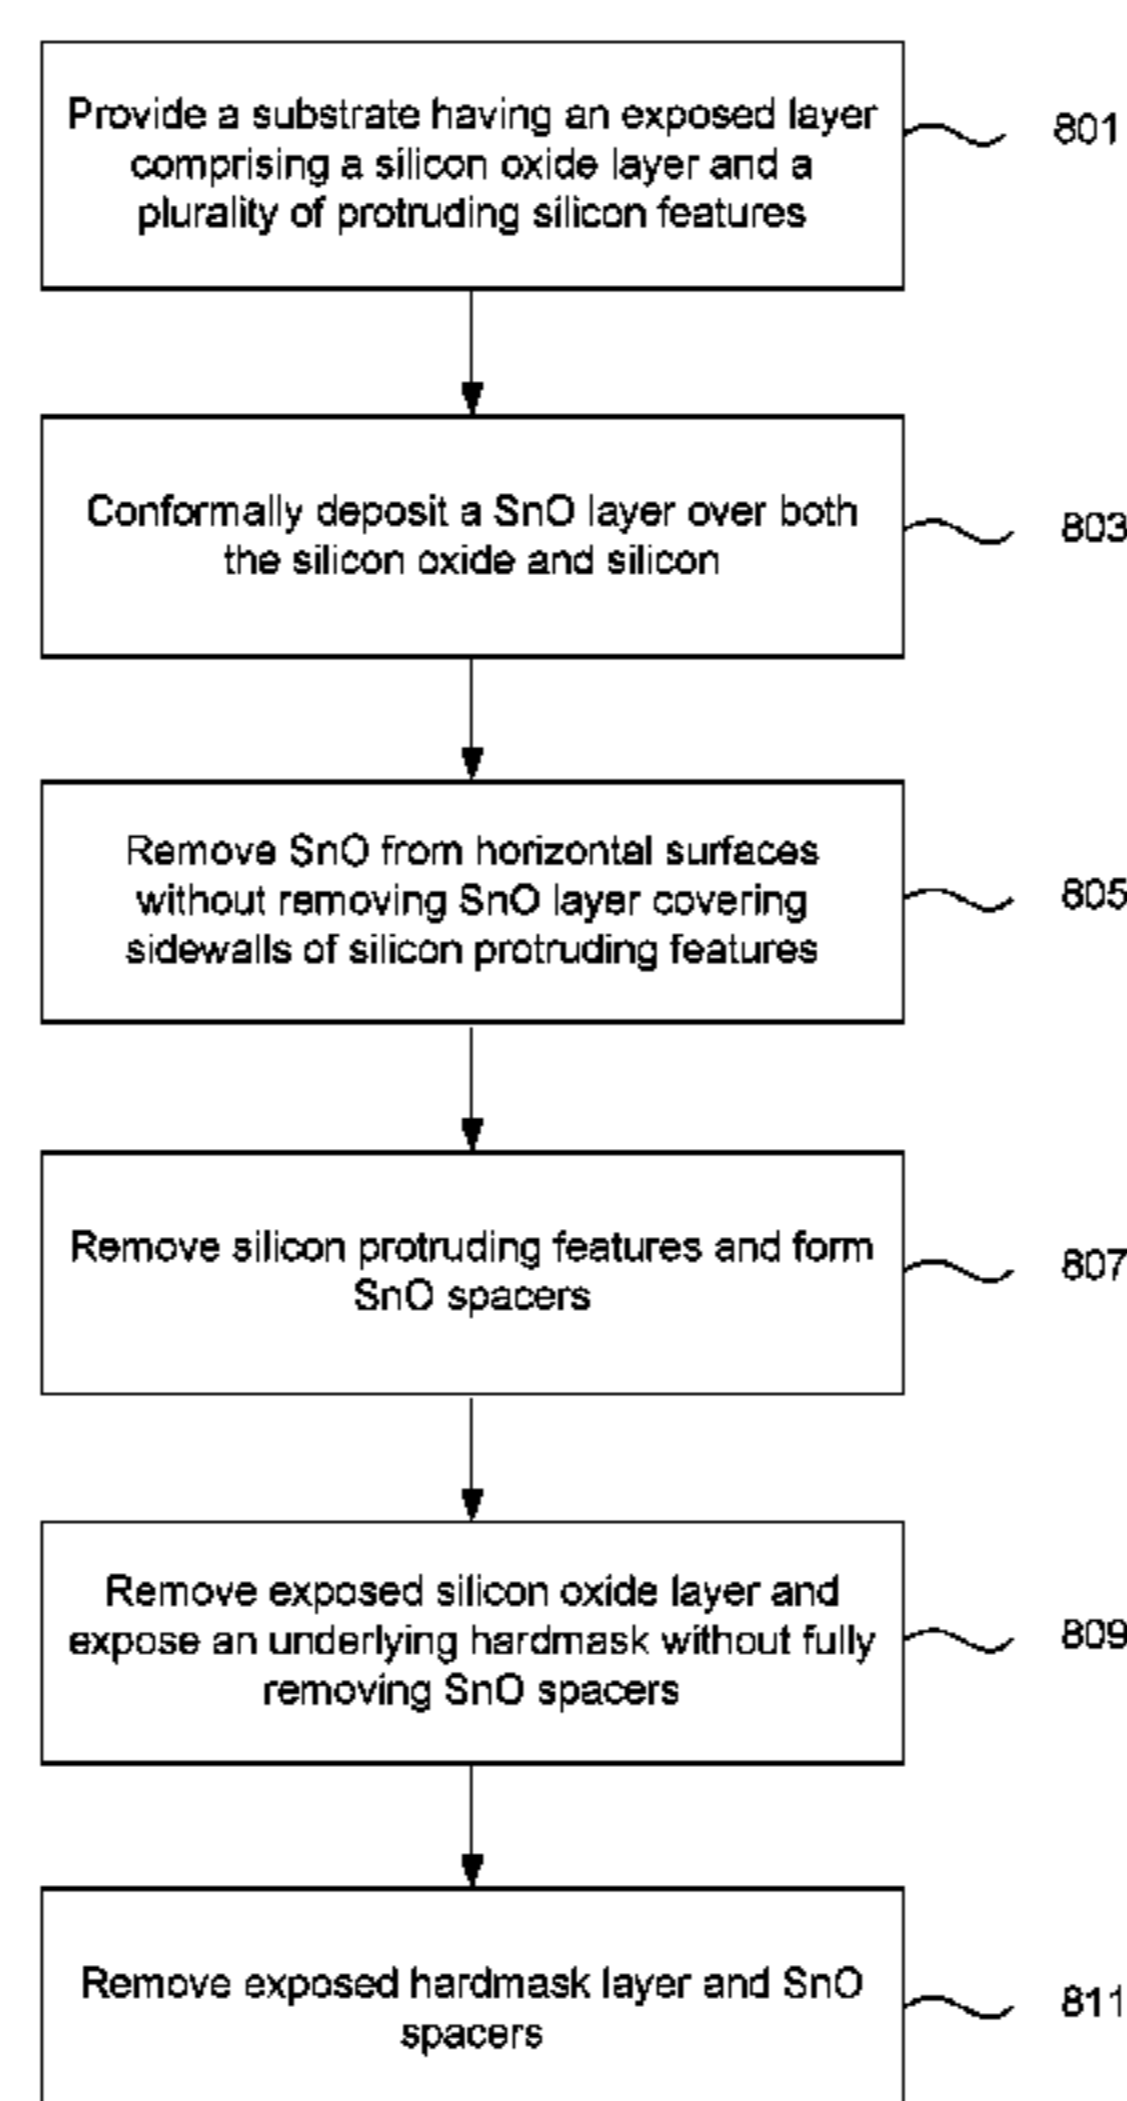 Provide a substrate having an exposed layer
comprising a silicon oxide layer and a
plurality of protruding silicon features
801
Conformally deposit a SnO layer over both
the silicon oxide and silicon
803
Remove SnO from horizontal surfaces
without removing SnO layer covering
sidewalls of silicon protruding features
805
Remove silicon protruding features and form
SnO spacers
807
Remove exposed silicon oxide layer and
expose an underlying hardmask without fully
removing SnO spacers
809
Remove exposed hardmask layer and SnO
spacers
811